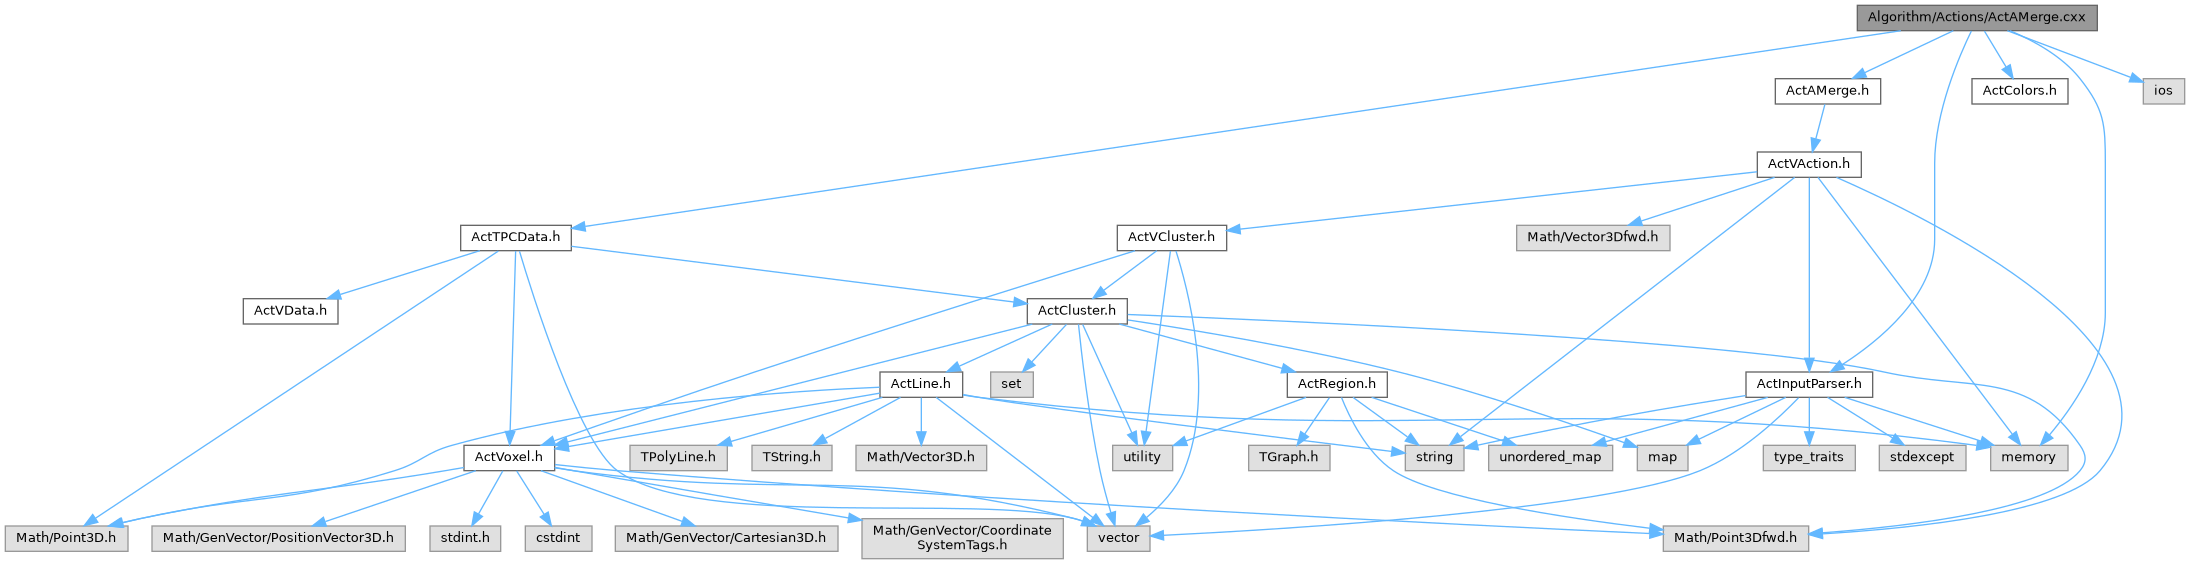 Algorithm/Actions/ActAMerge.cxx
ActAMerge.h
ActColors.h
ios
ActVAction.h
ActTPCData.h
ActVCluster.h
Math/Vector3Dfwd.h
ActVData.h
ActCluster.h
ActLine.h
set
ActRegion.h
ActInputParser.h
ActVoxel.h
TPolyLine.h
TString.h
Math/Vector3D.h
utility
TGraph.h
string
unordered_map
map
type_traits
stdexcept
memory
Math/Point3D.h
Math/GenVector/PositionVector3D.h
stdint.h
cstdint
Math/GenVector/Cartesian3D.h
Math/GenVector/Coordinate
SystemTags.h
vector
Math/Point3Dfwd.h